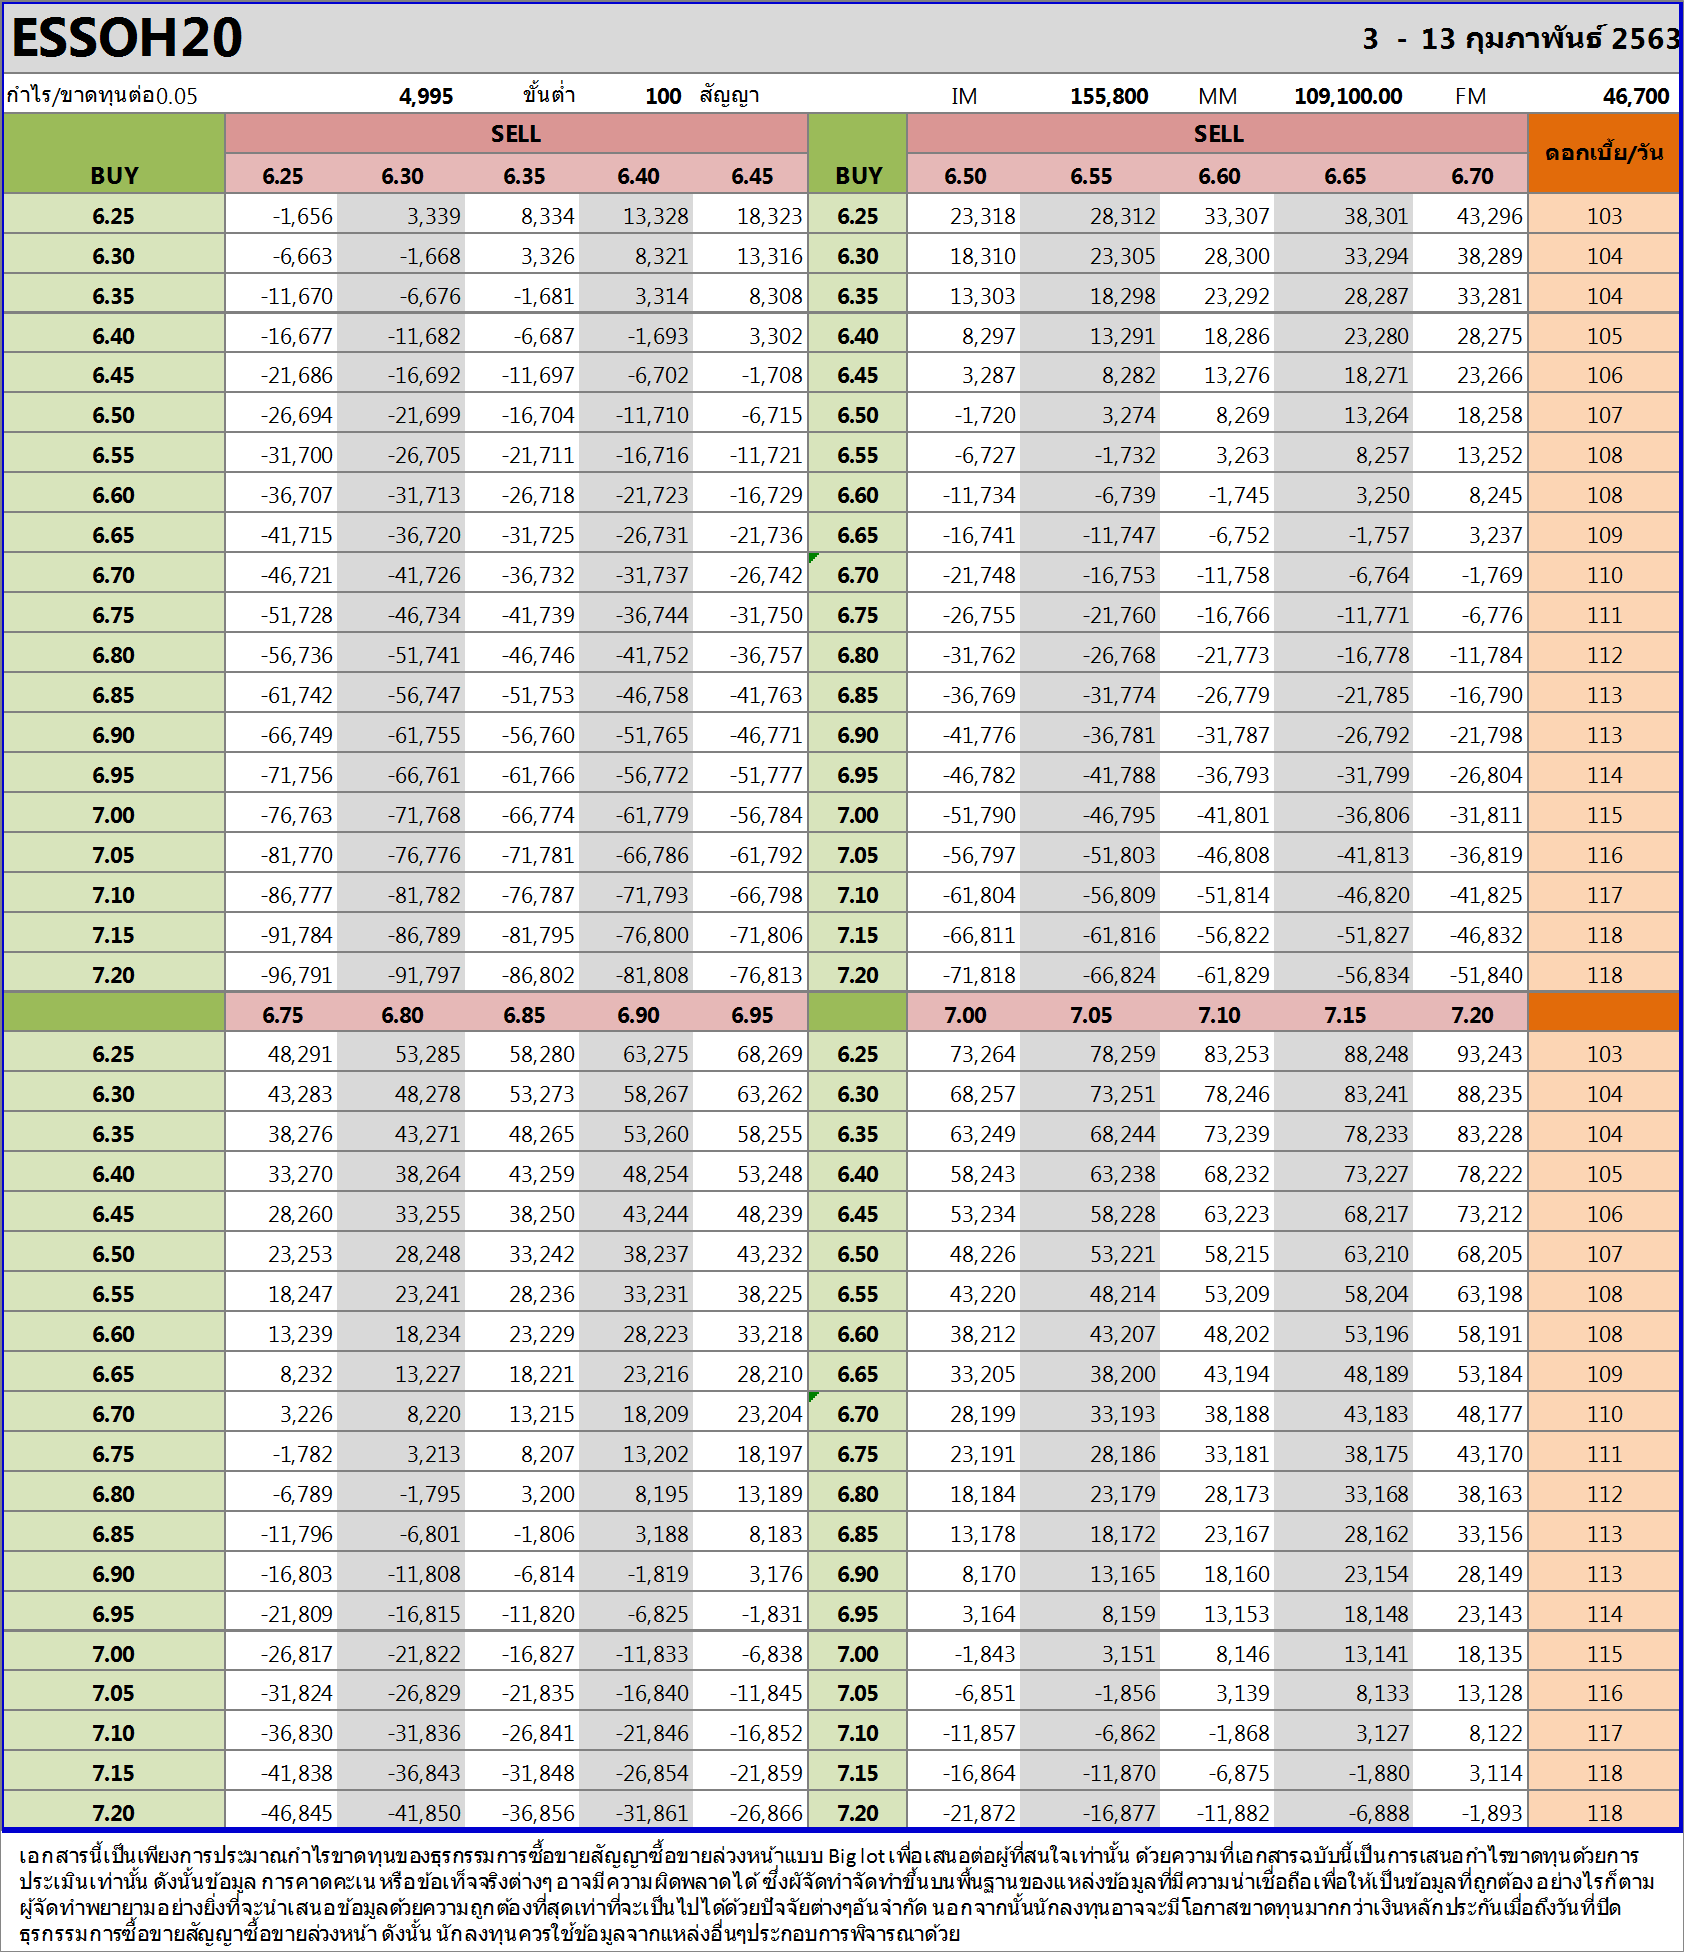 ESSOH20 3 - 13 กุมภาพันธ์ 2563
กำไร/ขาดทุนต่อ0.05 4,995 ขั้นต่ำ 100 สัญญา IM 155,800 MM 109,100.00 FM 46,700
SELL SELL
BUY 6.25 6.30 6.35 6.40 6.45 BUY 6.50 6.55 6.60 6.65 6.70 ดอกเบี้ย/วัน
6.25 -1,656 3,339 8,334 13,328 18,323 6.25 23,318 28,312 33,307 38,301 43,296 103
6.30 -6,663 -1,668 3,326 8,321 13,316 6.30 18,310 23,305 28,300 33,294 38,289 104
6.35 -11,670 -6,676 -1,681 3,314 8,308 6.35 13,303 18,298 23,292 28,287 33,281 104
6.40 -16,677 -11,682 -6,687 -1,693 3,302 6.40 8,297 13,291 18,286 23,280 28,275 105
6.45 -21,686 -16,692 -11,697 -6,702 -1,708 6.45 3,287 8,282 13,276 18,271 23,266 106
6.50 -26,694 -21,699 -16,704 -11,710 -6,715 6.50 -1,720 3,274 8,269 13,264 18,258 107
6.55 -31,700 -26,705 -21,711 -16,716 -11,721 6.55 -6,727 -1,732 3,263 8,257 13,252 108
6.60 -36,707 -31,713 -26,718 -21,723 -16,729 6.60 -11,734 -6,739 -1,745 3,250 8,245 108
6.65 -41,715 -36,720 -31,725 -26,731 -21,736 6.65 -16,741 -11,747 -6,752 -1,757 3,237 109
6.70 -46,721 -41,726 -36,732 -31,737 -26,742 6.70 -21,748 -16,753 -11,758 -6,764 -1,769 110
6.75 -51,728 -46,734 -41,739 -36,744 -31,750 6.75 -26,755 -21,760 -16,766 -11,771 -6,776 111
6.80 -56,736 -51,741 -46,746 -41,752 -36,757 6.80 -31,762 -26,768 -21,773 -16,778 -11,784 112
6.85 -61,742 -56,747 -51,753 -46,758 -41,763 6.85 -36,769 -31,774 -26,779 -21,785 -16,790 113
6.90 -66,749 -61,755 -56,760 -51,765 -46,771 6.90 -41,776 -36,781 -31,787 -26,792 -21,798 113
6.95 -71,756 -66,761 -61,766 -56,772 -51,777 6.95 -46,782 -41,788 -36,793 -31,799 -26,804 114
7.00 -76,763 -71,768 -66,774 -61,779 -56,784 7.00 -51,790 -46,795 -41,801 -36,806 -31,811 115
7.05 -81,770 -76,776 -71,781 -66,786 -61,792 7.05 -56,797 -51,803 -46,808 -41,813 -36,819 116
7.10 -86,777 -81,782 -76,787 -71,793 -66,798 7.10 -61,804 -56,809 -51,814 -46,820 -41,825 117
7.15 -91,784 -86,789 -81,795 -76,800 -71,806 7.15 -66,811 -61,816 -56,822 -51,827 -46,832 118
7.20 -96,791 -91,797 -86,802 -81,808 -76,813 7.20 -71,818 -66,824 -61,829 -56,834 -51,840 118
6.75 6.80 6.85 6.90 6.95 7.00 7.05 7.10 7.15 7.20
6.25 48,291 53,285 58,280 63,275 68,269 6.25 73,264 78,259 83,253 88,248 93,243 103
6.30 43,283 48,278 53,273 58,267 63,262 6.30 68,257 73,251 78,246 83,241 88,235 104
6.35 38,276 43,271 48,265 53,260 58,255 6.35 63,249 68,244 73,239 78,233 83,228 104
6.40 33,270 38,264 43,259 48,254 53,248 6.40 58,243 63,238 68,232 73,227 78,222 105
6.45 28,260 33,255 38,250 43,244 48,239 6.45 53,234 58,228 63,223 68,217 73,212 106
6.50 23,253 28,248 33,242 38,237 43,232 6.50 48,226 53,221 58,215 63,210 68,205 107
6.55 18,247 23,241 28,236 33,231 38,225 6.55 43,220 48,214 53,209 58,204 63,198 108
6.60 13,239 18,234 23,229 28,223 33,218 6.60 38,212 43,207 48,202 53,196 58,191 108
6.65 8,232 13,227 18,221 23,216 28,210 6.65 33,205 38,200 43,194 48,189 53,184 109
6.70 3,226 8,220 13,215 18,209 23,204 6.70 28,199 33,193 38,188 43,183 48,177 110
6.75 -1,782 3,213 8,207 13,202 18,197 6.75 23,191 28,186 33,181 38,175 43,170 111
6.80 -6,789 -1,795 3,200 8,195 13,189 6.80 18,184 23,179 28,173 33,168 38,163 112
6.85 -11,796 -6,801 -1,806 3,188 8,183 6.85 13,178 18,172 23,167 28,162 33,156 113
6.90 -16,803 -11,808 -6,814 -1,819 3,176 6.90 8,170 13,165 18,160 23,154 28,149 113
6.95 -21,809 -16,815 -11,820 -6,825 -1,831 6.95 3,164 8,159 13,153 18,148 23,143 114
7.00 -26,817 -21,822 -16,827 -11,833 -6,838 7.00 -1,843 3,151 8,146 13,141 18,135 115
7.05 -31,824 -26,829 -21,835 -16,840 -11,845 7.05 -6,851 -1,856 3,139 8,133 13,128 116
7.10 -36,830 -31,836 -26,841 -21,846 -16,852 7.10 -11,857 -6,862 -1,868 3,127 8,122 117
7.15 -41,838 -36,843 -31,848 -26,854 -21,859 7.15 -16,864 -11,870 -6,875 -1,880 3,114 118
7.20 -46,845 -41,850 -36,856 -31,861 -26,866 7.20 -21,872 -16,877 -11,882 -6,888 -1,893 118
เอกสารนี้เป็นเพียงการประมาณกำไรขาดทุนของธุรกรรมการซื้อขายสัญญาซื้อขายล่วงหน้าแบบ Big lot เพื่อเสนอต่อผู้ที่สนใจเท่านั้น ด้วยความที่เอกสารฉบับนี้เป็นการเสนอกำไรขาดทุนด้วยการ
ประเมินเท่านั้น ดังนั้นข้อมูล การคาดคะเน หรือข้อเท็จจริงต่างๆ อาจมีความผิดพลาดได้ ซึ่งผู้จัดทำจัดทำขึ้นบนพื้นฐานของแหล่งข้อมูลที่มีความน่าเชื่อถือเพื่อให้เป็นข้อมูลที่ถูกต้อง อย่างไรก็ตาม
ผู้จัดทำพยายามอย่างยิ่งที่จะนำเสนอข้อมูลด้วยความถูกต้องที่สุดเท่าที่จะเป็นไปได้ด้วยปัจจัยต่างๆอันจำกัด นอกจากนั้นนักลงทุนอาจจะมีโอกาสขาดทุนมากกว่าเงินหลักประกันเมื่อถึงวันที่ปิด
ธุรกรรมการซื้อขายสัญญาซื้อขายล่วงหน้า ดังนั้น นักลงทุนควรใช้ข้อมูลจากแหล่งอื่นๆประกอบการพิจารณาด้วย